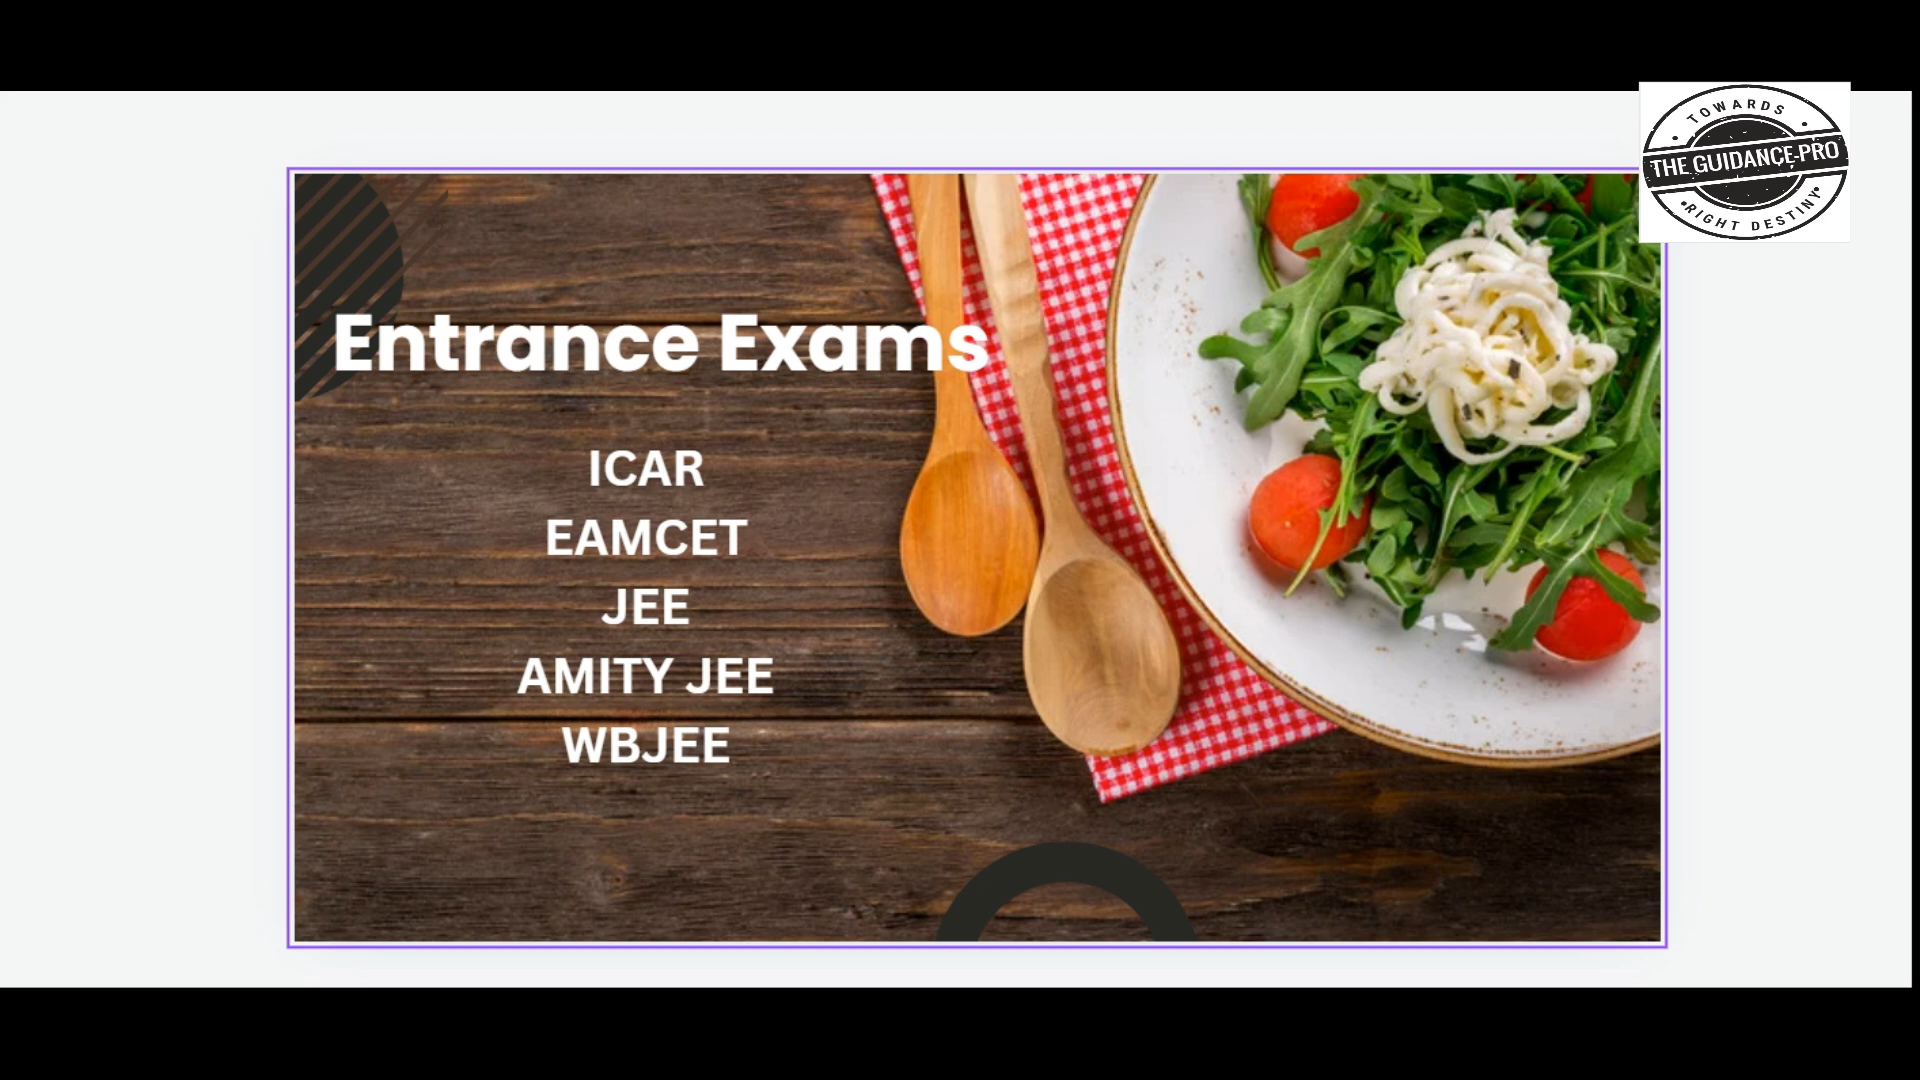 TOWARDS
THE GUIDANCE-PRO
RIGHT DESTINY
Entrance Exams
ICAR
EAMCET
JEE
AMITY JEE
WBJEE